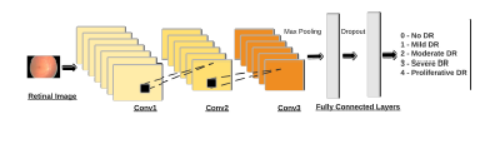 Max Pooling
Dropout
0 - No DR
1 - Mild DR
2 - Moderate DR
3 - Severe DR
4 - Proliferative DR
Retinal Image
Conv1
Conv2
Conv3
Fully Connected Layers